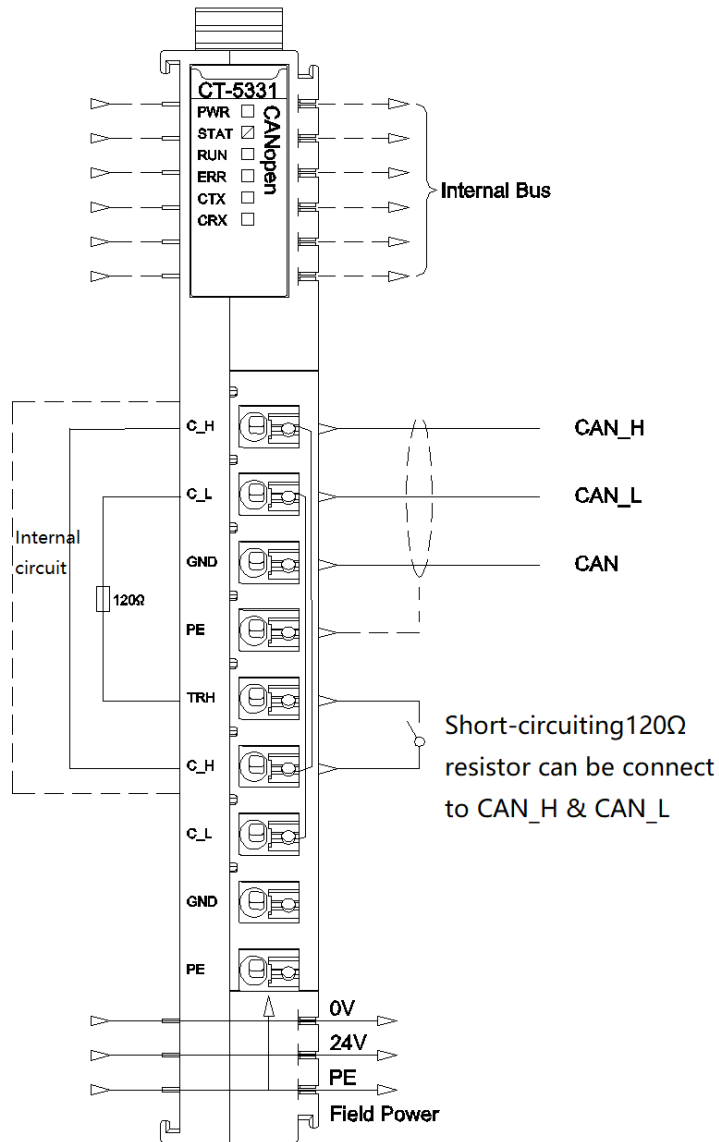 CT-5331
CANopen
PWR
STAT
RUN
ERR
CTX
CRX
Internal Bus
C_H
CAN_H
C_L
CAN_L
Internal
circuit
GND
CAN
120Ω
PE
TRH
Short-circuiting120Ω
resistor can be connect
to CAN_H & CAN_L
C_H
C_L
GND
PE
0V
24V
PE
Field Power